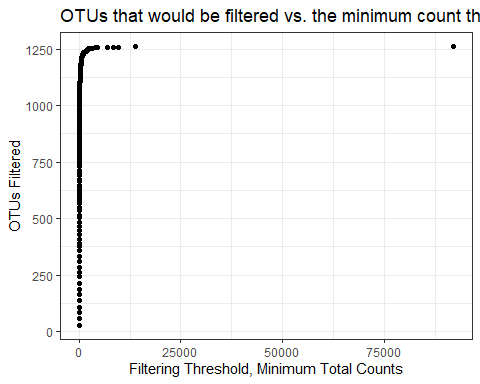 OTUs that would be filtered vs. the minimum count th
1250
1000
750
500
250
0
0 25000 50000 75000
OTUs Filtered
Filtering Threshold, Minimum Total Counts